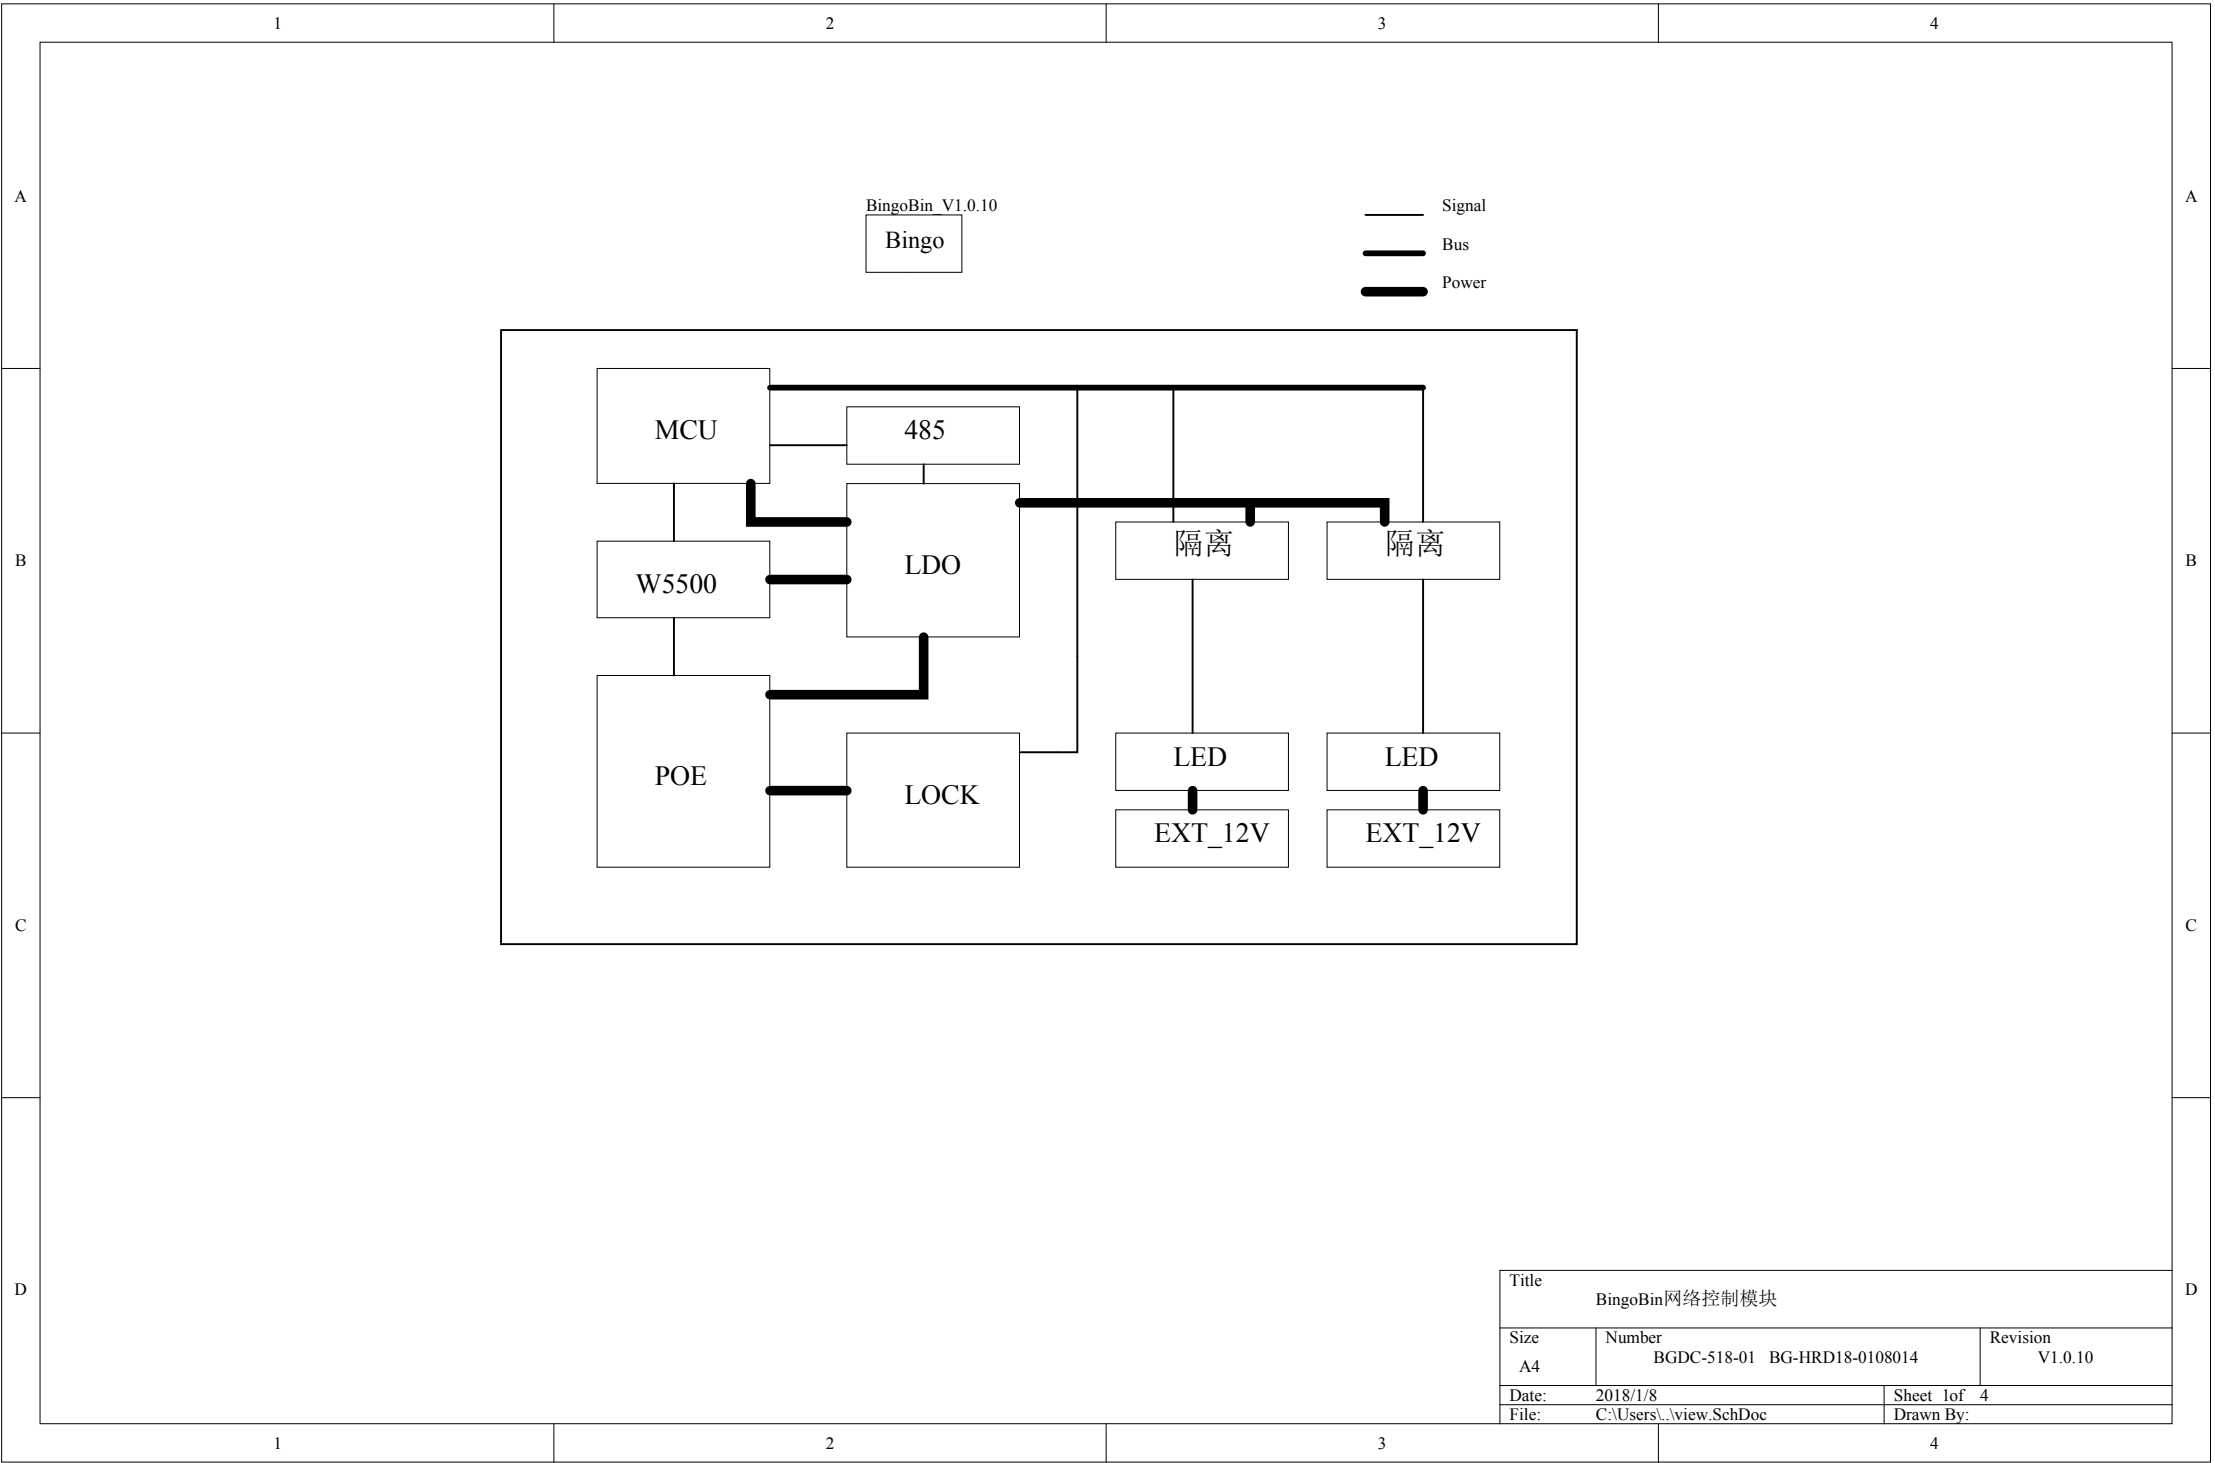 1 2 3 4
A A
BingoBin_V1.0.10
Bingo
Signal
Bus
Power
MCU
485
B B
隔离 隔离
LDO
W5500
LED LED
POE
LOCK
EXT_12V EXT_12V
C C
D D
Title
BingoBin网络控制模块
Size Number Revision
A4 BGDC-518-01 BG-HRD18-0108014 V1.0.10
Date: 2018/1/8 Sheet 1of 4
File: C:\Users\..\view.SchDoc Drawn By:
1 2 3 4